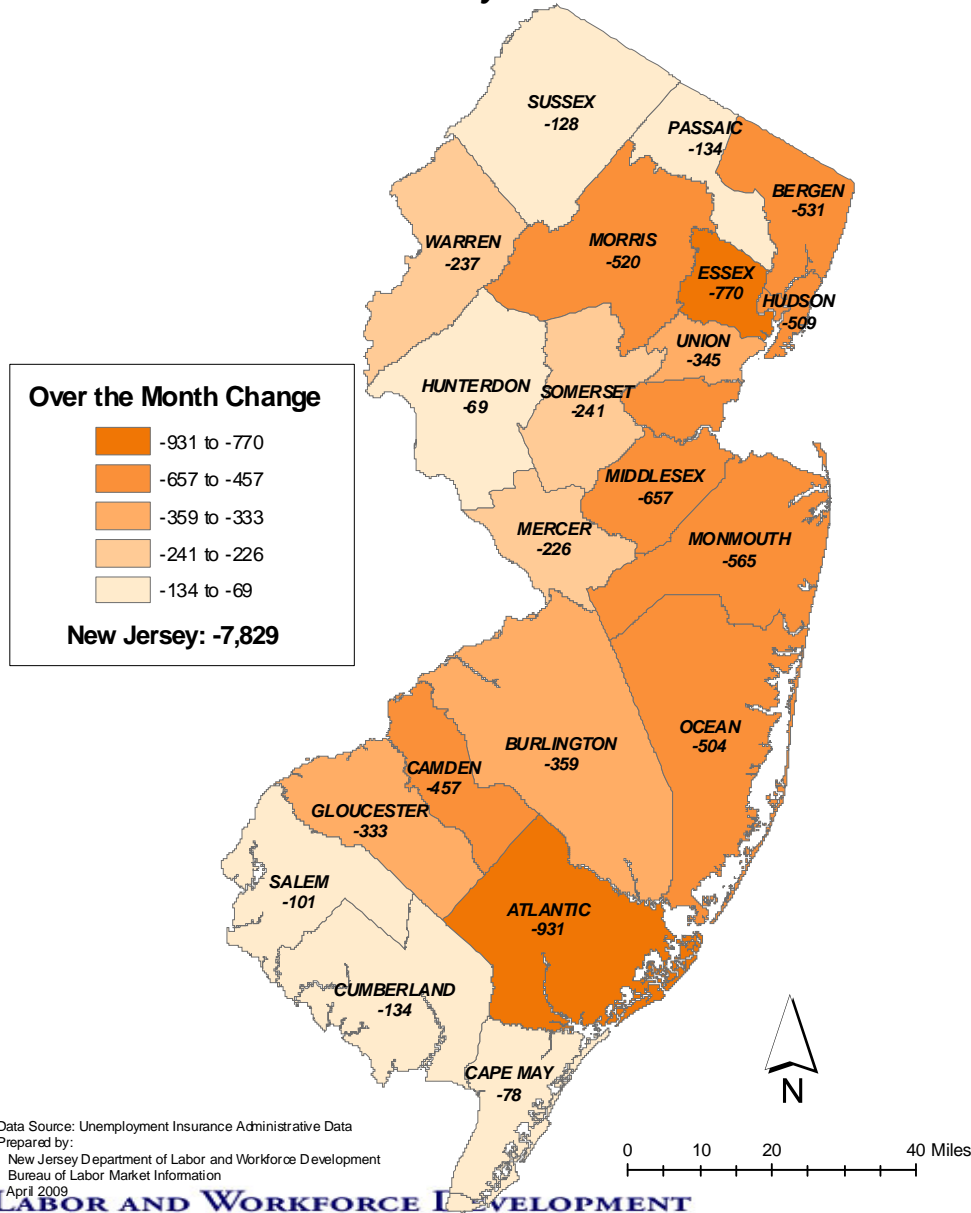 SUSSEX
-128
PASSAIC
-134
BERGEN
-531
WARREN
-237
MORRIS
-520
ESSEX
-770
HUDSON
-509
UNION
-345
HUNTERDON
-69
SOMERSET
-241
MIDDLESEX
-657
MERCER
-226
MONMOUTH
-565
Over the Month Change
-931 to -770
-657 to -457
-359 to -333
-241 to -226
-134 to -69
New Jersey: -7,829
OCEAN
-504
BURLINGTON
-359
CAMDEN
-457
GLOUCESTER
-333
SALEM
-101
ATLANTIC
-931
CUMBERLAND
-134
CAPE MAY
-78
N
Data Source: Unemployment Insurance Administrative Data
Prepared by:
New Jersey Department of Labor and Workforce Development
Bureau of Labor Market Information
April 2009
0 10 20 40 Miles
LABOR AND WORKFORCE DEVELOPMENT